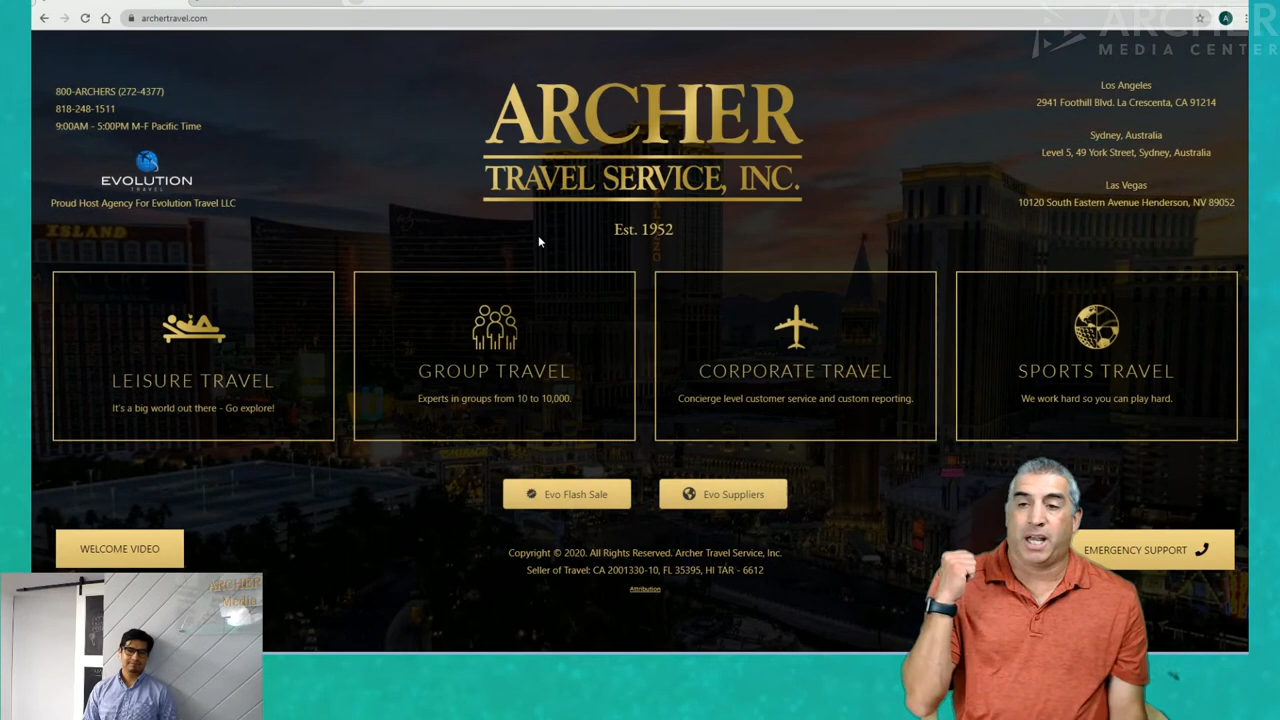 archertravel.com
A
ARCHER
MEDIA CENTER
800-ARCHERS (272-4377)
818-248-1511
9:00AM - 5:00PM M-F Pacific Time
EVOLUTION
TRAVEL
Proud Host Agency For Evolution Travel LLC
ARCHER
TRAVEL SERVICE, INC.
Est. 1952
Los Angeles
2941 Foothill Blvd. La Crescenta, CA 91214
Sydney, Australia
Level 5, 49 York Street, Sydney, Australia
Las Vegas
10120 South Eastern Avenue Henderson, NV 89052
ISLAND
LEISURE TRAVEL
It's a big world out there - Go explore!
GROUP TRAVEL
Experts in groups from 10 to 10,000.
CORPORATE TRAVEL
Concierge level customer service and custom reporting.
SPORTS TRAVEL
We work hard so you can play hard.
Evo Flash Sale
Evo Suppliers
WELCOME VIDEO
EMERGENCY SUPPORT
Copyright © 2020. All Rights Reserved. Archer Travel Service, Inc.
Seller of Travel: CA 2001330-10, FL 35395, HI TAR - 6612
Attribution
ARCHER
Media